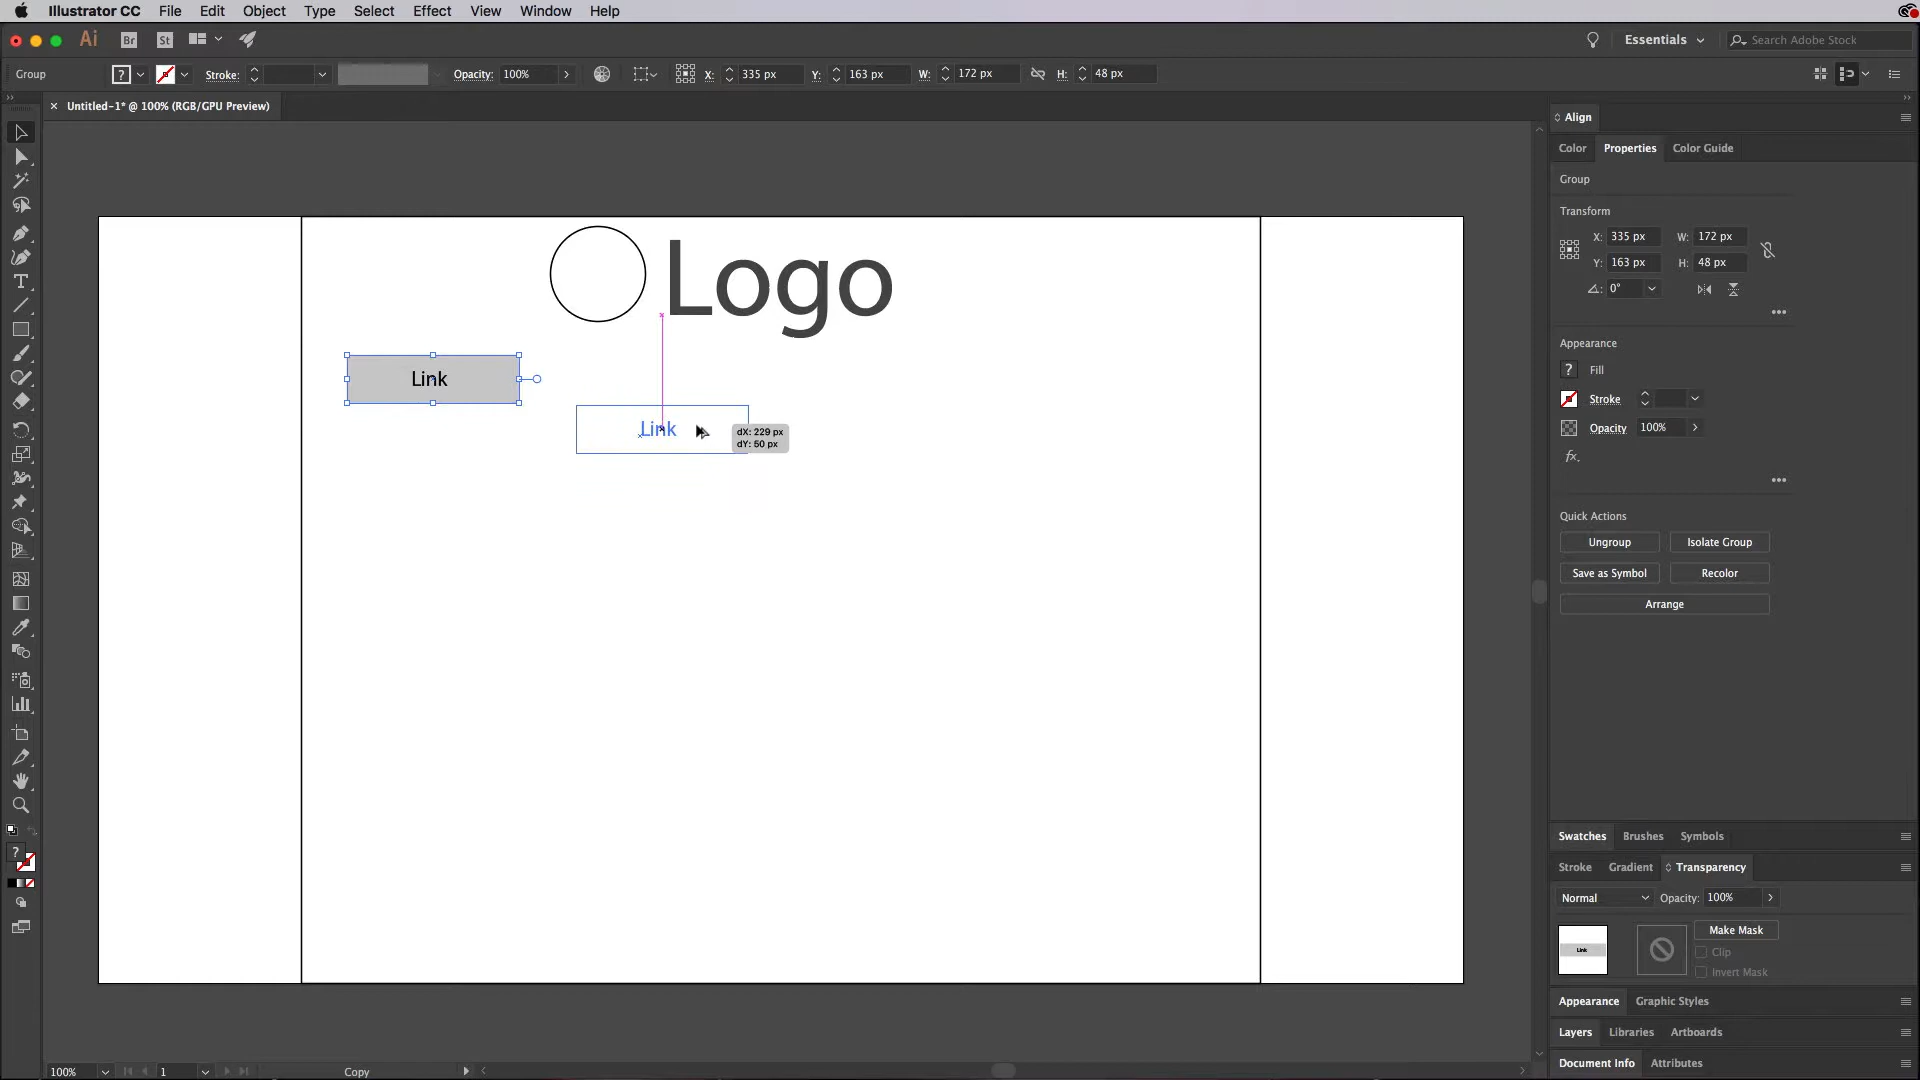 Illustrator CC File Edit Object Type Select Effect View Window Help
Ai Br St Essentials Search Adobe Stock
Group ? Stroke: Opacity: 100% X: 335 px Y: 163 px W: 172 px H: 48 px
× Untitled-1* @ 100% (RGB/GPU Preview)
Align
Color Properties Color Guide
Group
Transform
X: 335 px W: 172 px
Y: 163 px H: 48 px
0°
Appearance
? Fill
Stroke
Opacity 100%
fx.
Quick Actions
Ungroup Isolate Group
Save as Symbol Recolor
Arrange
Logo
Link
Link
dX: 229 px
dY: 50 px
?
Swatches Brushes Symbols
Stroke Gradient Transparency
Normal Opacity: 100%
Make Mask
Link
Clip
Invert Mask
Appearance Graphic Styles
Layers Libraries Artboards
Document Info Attributes
100% 1 Copy